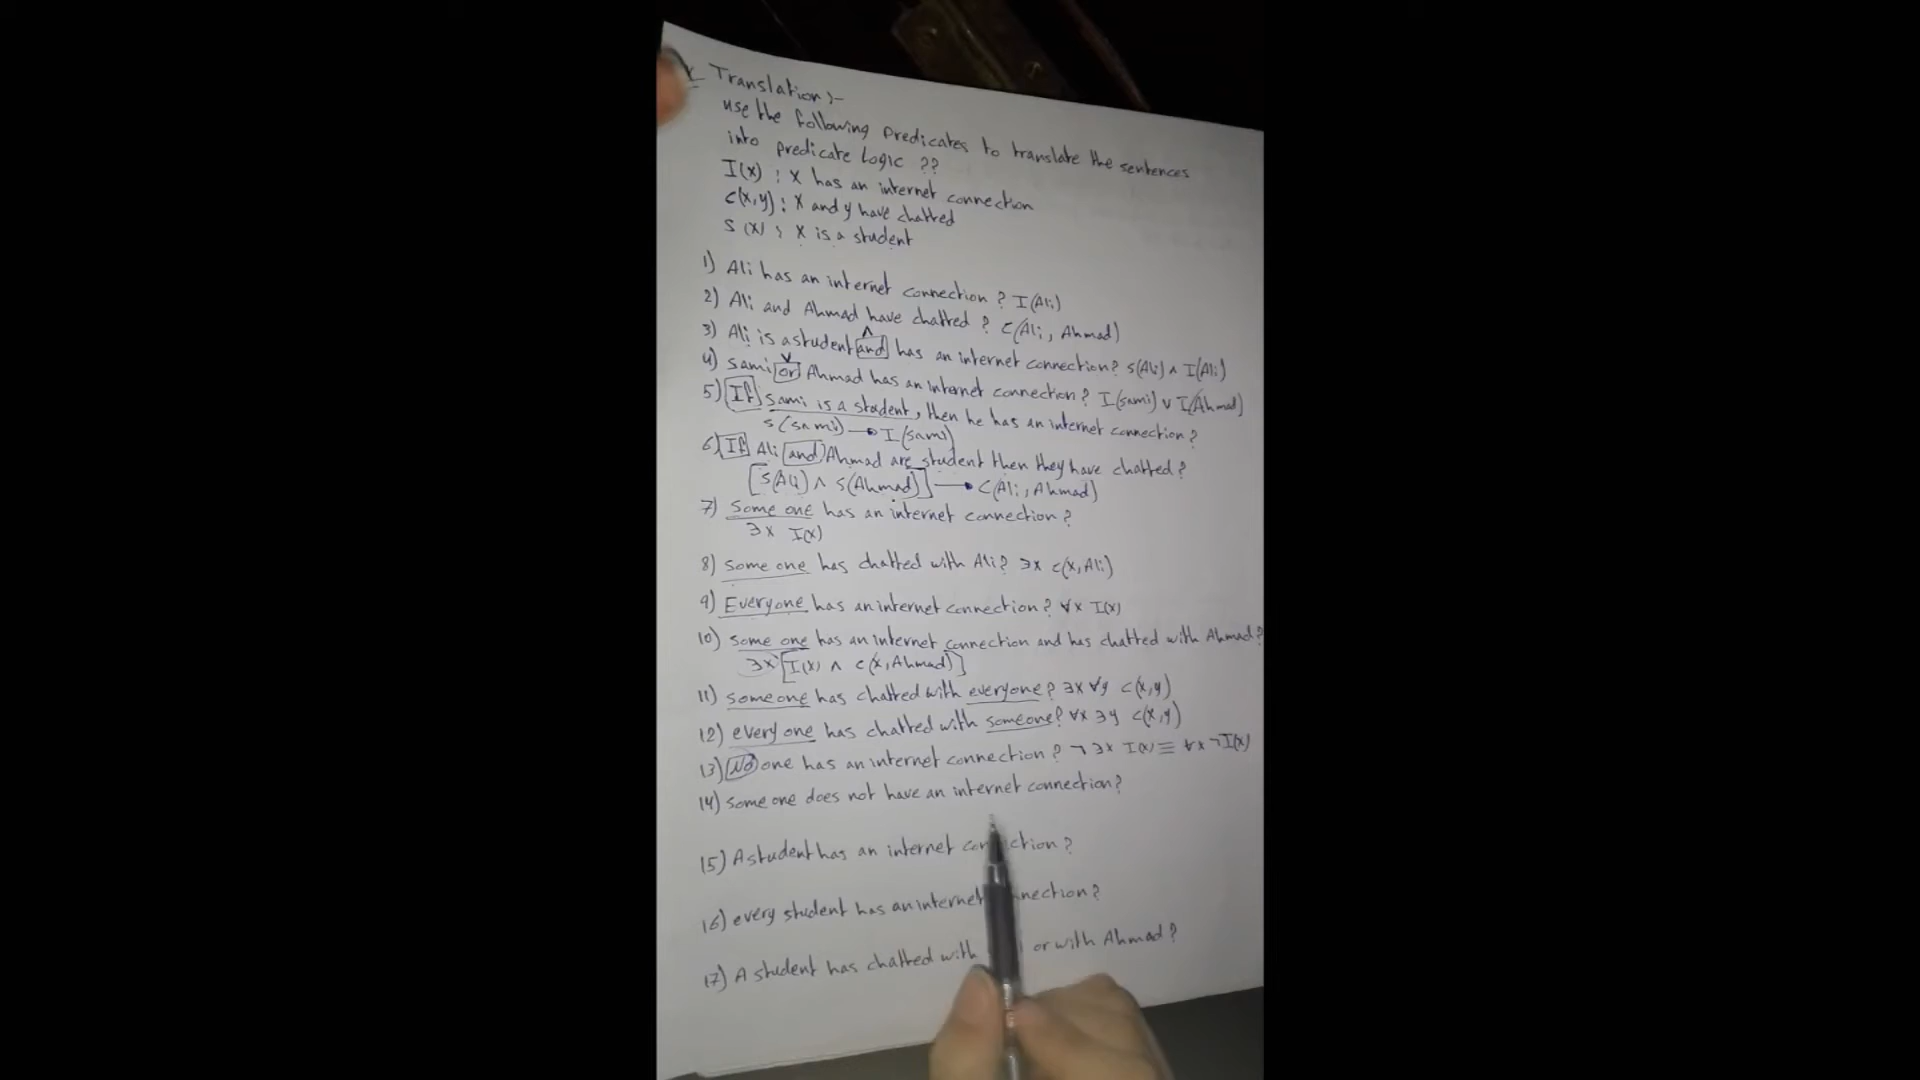 Translation:-
use the following predicates to translate the sentences
into predicate logic ??
I(x) : x has an internet connection
C(x,y) : x and y have chatted
S(x) : x is a student
1) Ali has an internet connection ? I(Ali)
2) Ali and Ahmad have chatted ? C(Ali, Ahmad)
∧
3) Ali is a student and has an internet connection? S(Ali) ∧ I(Ali)
∨
4) Sami or Ahmad has an internet connection? I(sami) ∨ I(Ahmad)
5) If sami is a student, then he has an internet connection?
S(sami) → I(sami)
6) If Ali and Ahmad are student then they have chatted?
[S(Ali) ∧ S(Ahmad)] → C(Ali, Ahmad)
7) Some one has an internet connection?
∃x I(x)
8) Some one has chatted with Ali? ∃x C(x,Ali)
9) Everyone has an internet connection? ∀x I(x)
10) some one has an internet connection and has chatted with Ahmad?
∃x [I(x) ∧ C(x,Ahmad)]
11) someone has chatted with everyone? ∃x ∀y C(x,y)
12) every one has chatted with someone? ∀x ∃y C(x,y)
13) No one has an internet connection? ¬∃x I(x) ≡ ∀x ¬I(x)
14) some one does not have an internet connection?
15) A student has an internet connection?
16) every student has an internet connection?
17) A student has chatted with or with Ahmad?